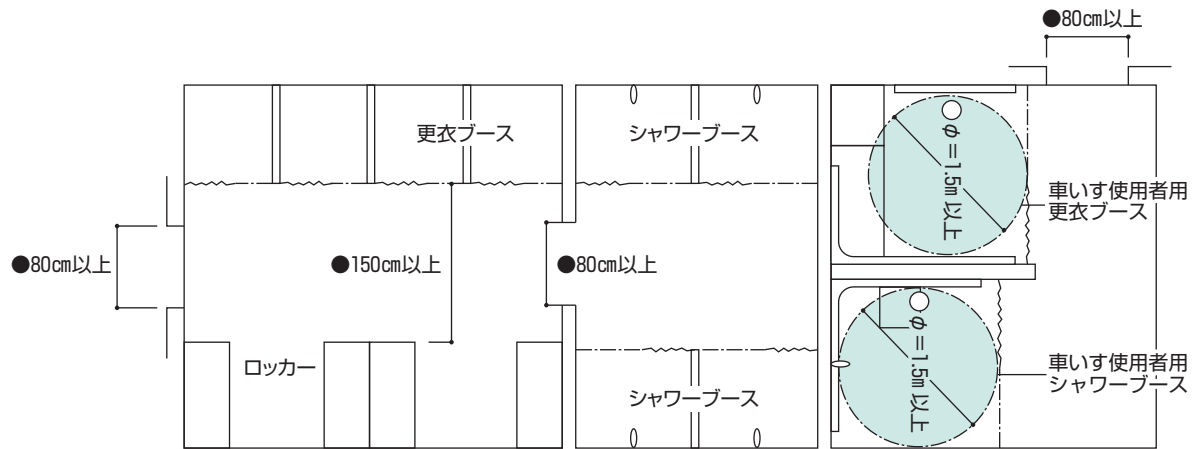 ●80cm以上
更衣ブース
シャワーブース
○
φ=1.5m以上
車いす使用者用
更衣ブース
●80cm以上
●150cm以上
●80cm以上
○
φ=1.5m以上
ロッカー
車いす使用者用
シャワーブース
シャワーブース